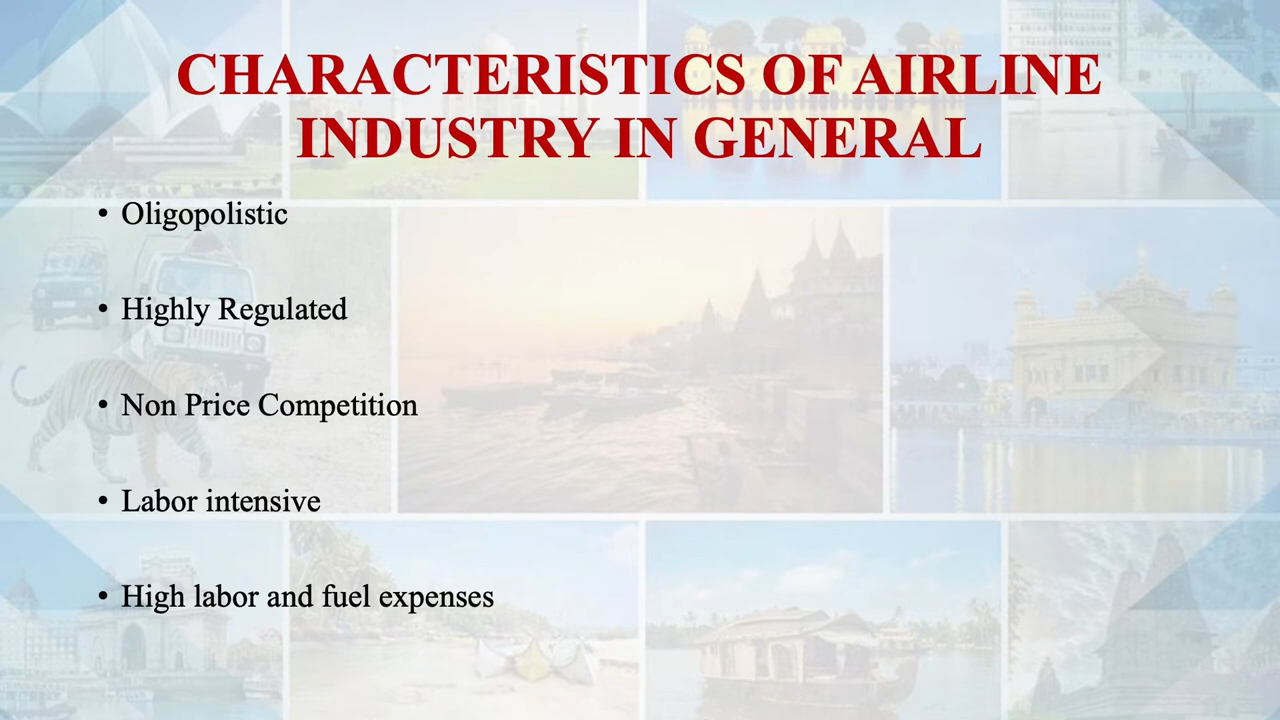 CHARACTERISTICS OF AIRLINE
INDUSTRY IN GENERAL
• Oligopolistic
• Highly Regulated
• Non Price Competition
• Labor intensive
• High labor and fuel expenses